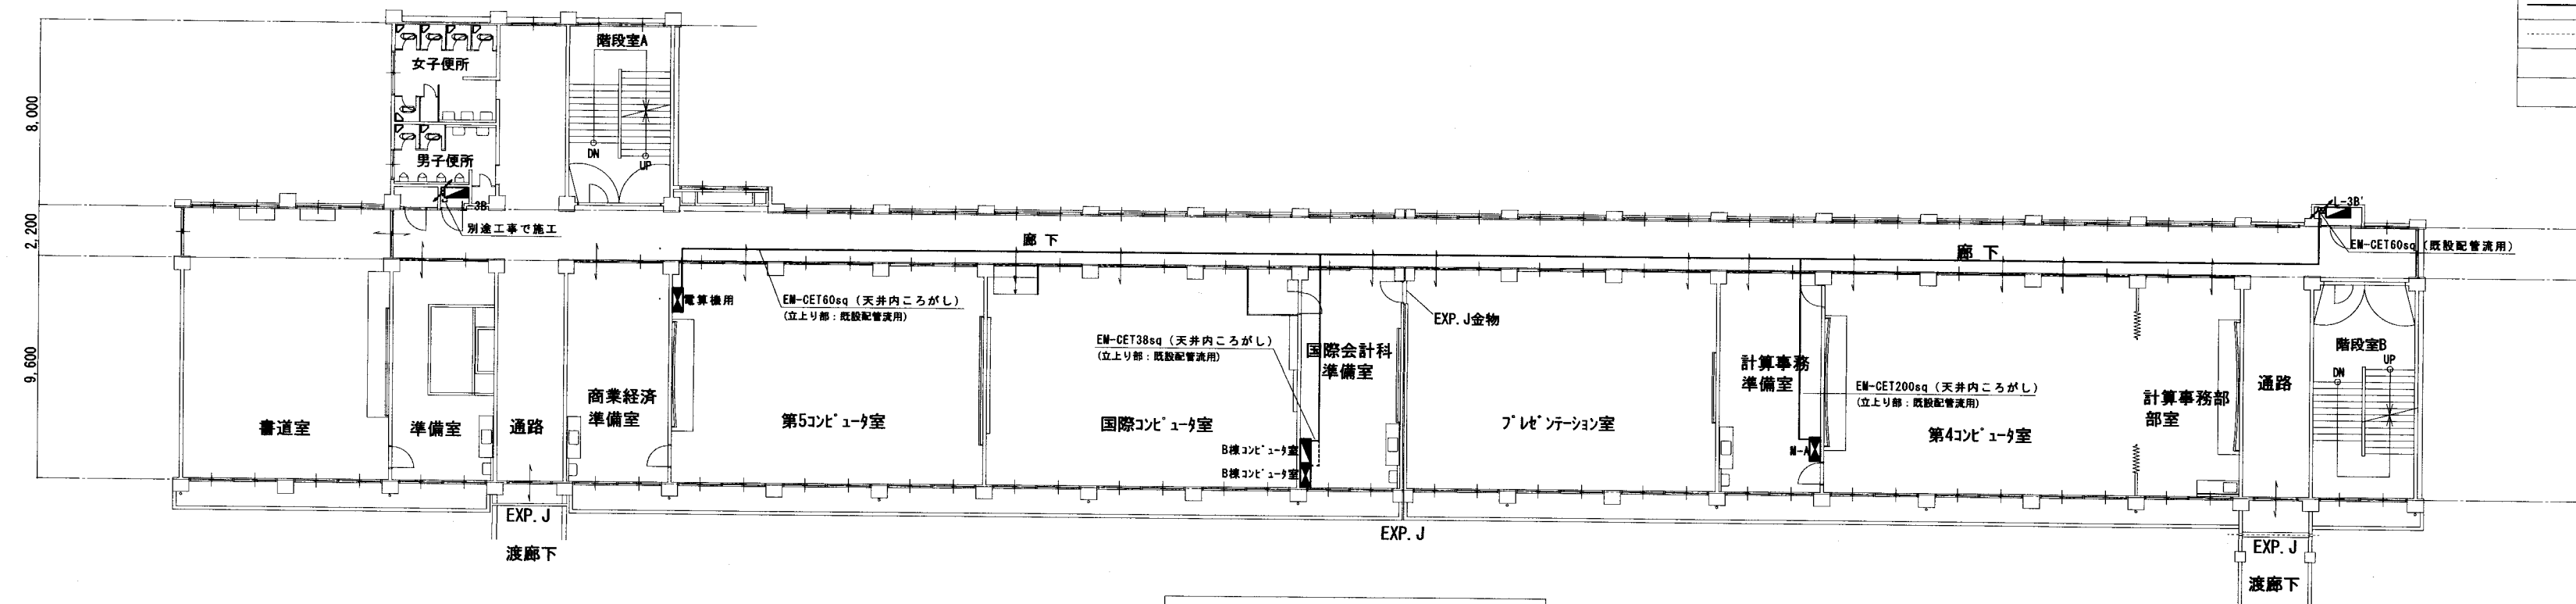 階段室A
女子便所
8,000
DN
UP
男子便所
L-3B
L-3B'
別途工事で施工
2,200
廊下
廊下
EM-CET60sq (既設配管流用)
電算機用
EM-CET60sq (天井内ころがし)
(立上り部:既設配管流用)
EXP.J金物
EM-CET38sq (天井内ころがし)
(立上り部:既設配管流用)
国際会計科
準備室
計算事務
準備室
階段室B
UP
DN
9,600
EM-CET200sq (天井内ころがし)
(立上り部:既設配管流用)
通路
商業経済
準備室
計算事務部
部室
書道室
準備室
通路
第5コンピュータ室
国際コンピュータ室
プレゼンテーション室
第4コンピュータ室
B棟コンピュータ室
M-A
B棟コンピュータ室
EXP.J
EXP.J
EXP.J
渡廊下
渡廊下